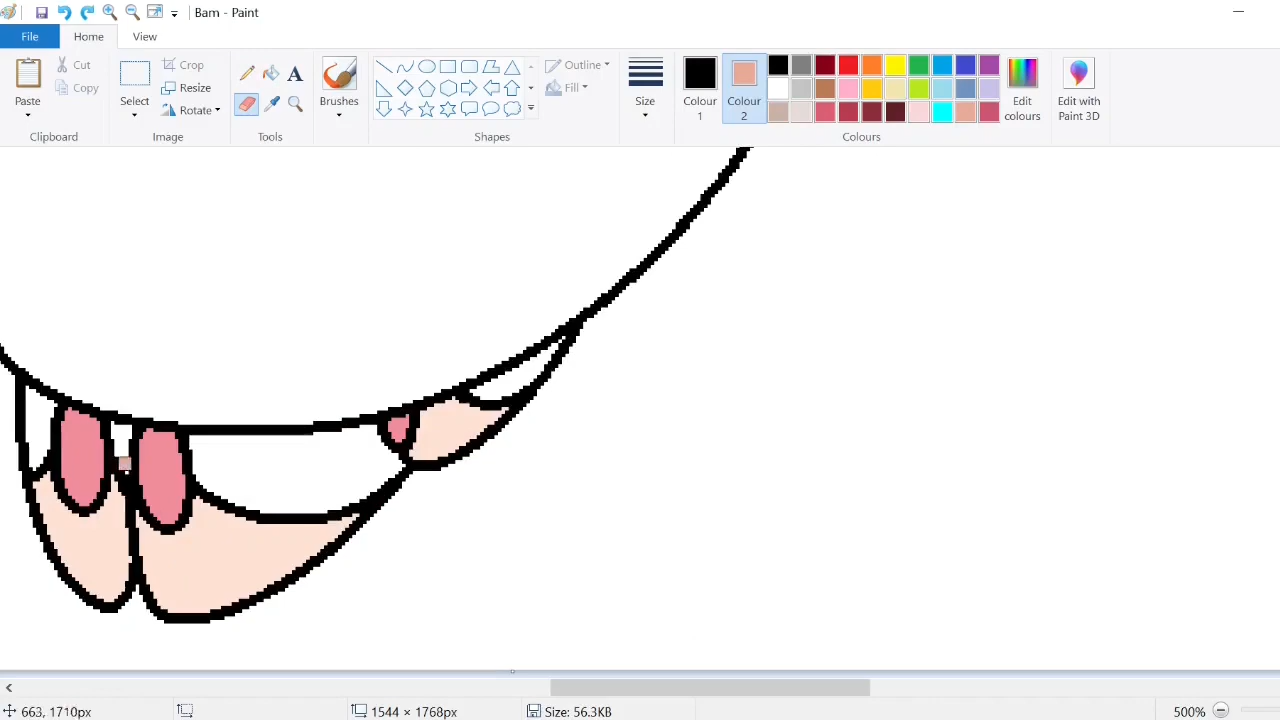 Bam - Paint
File Home View
Paste
Cut
Copy
Clipboard
Select
Crop
Resize
Rotate
Image
A
Tools
Brushes
Outline
Fill
Shapes
Size
Colour 1
Colour 2
Edit colours
Edit with Paint 3D
Colours
663, 1710px 1544 × 1768px Size: 56.3KB 500%